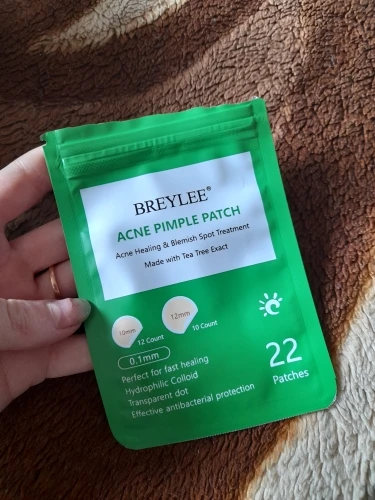 BREYLEE®
ACNE PIMPLE PATCH
Acne Healing & Blemish Spot Treatment
Made with Tea Tree Exact
10mm
12 Count
12mm
10 Count
0.1mm
Perfect for fast healing
Hydrophilic Colloid
Transparent dot
Effective antibacterial protection
22
Patches